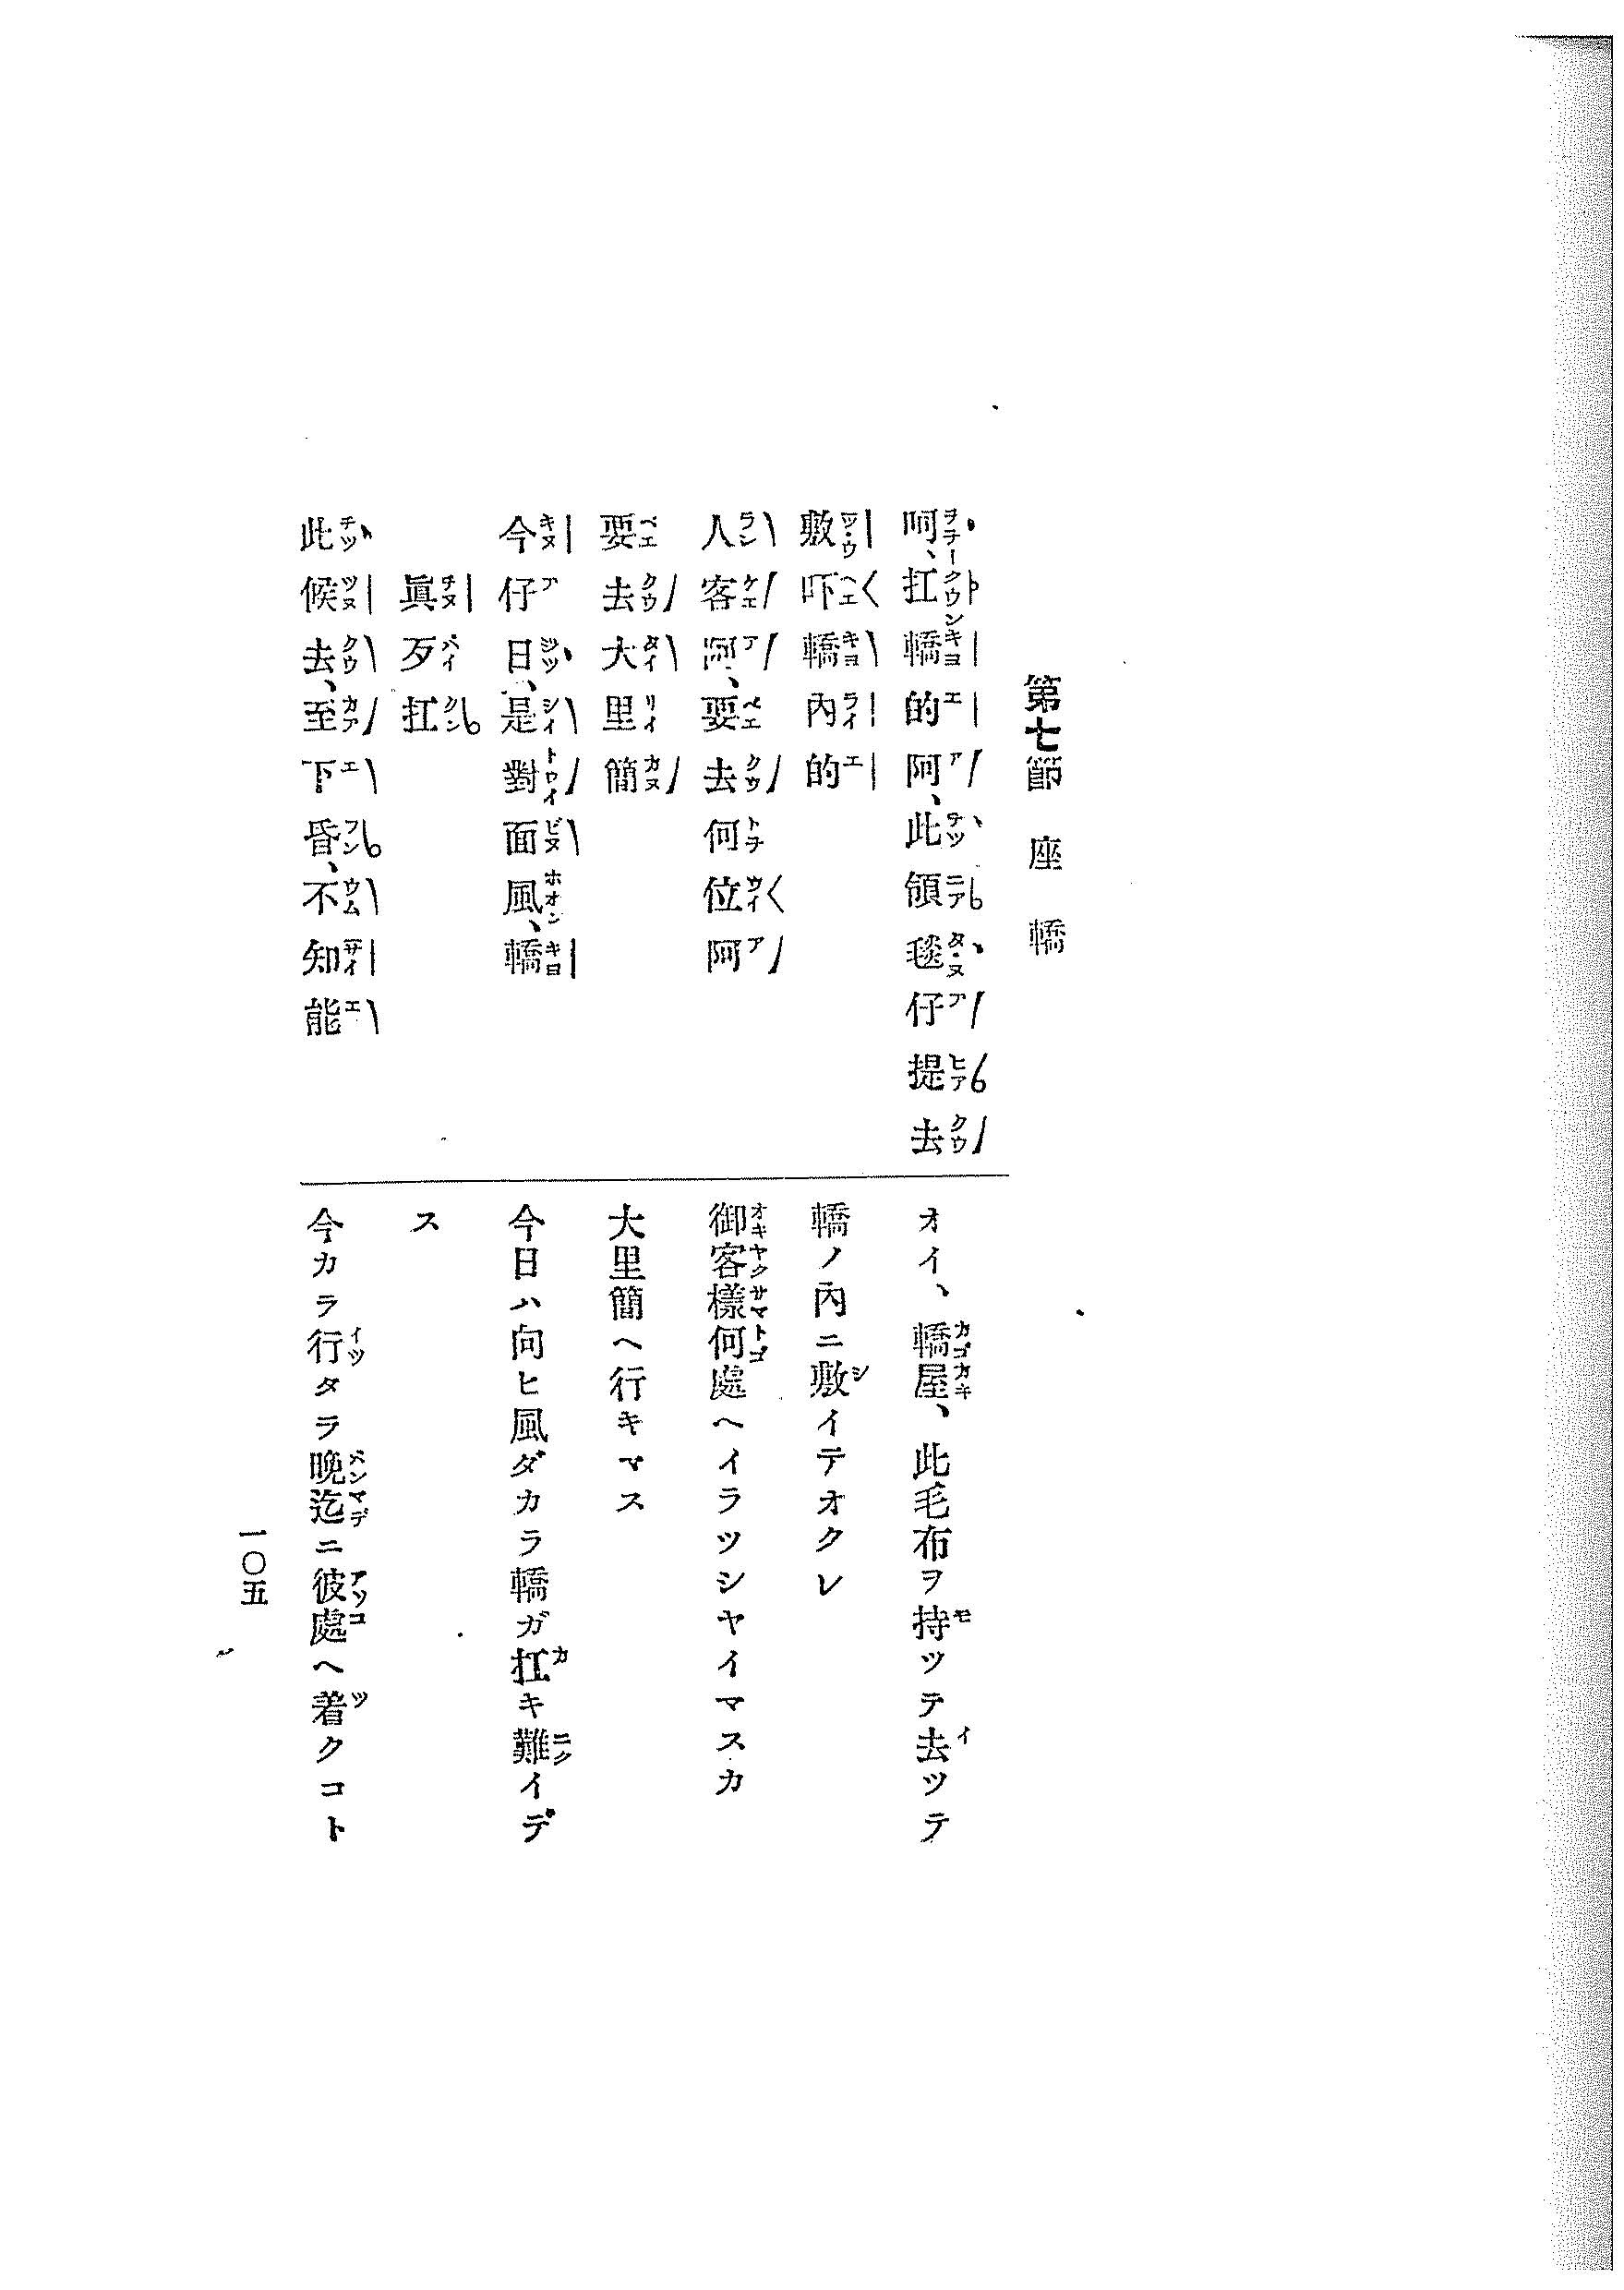 第七節 座轎
呵、扛轎的阿、此領毯仔提去
敷吓轎內的
人客阿、要去何位阿
要去大里簡
今仔日、是對面風、轎
眞歹扛
此候去、至下昏、不知能
オイ、轎屋、此毛布ヲ持ツテ去ツテ
轎ノ內ニ敷イテオクレ
御客樣何處ヘイラツシヤイマスカ
大里簡ヘ行キマス
今日ハ向ヒ風ダカラ轎ガ扛キ難イデ
ス
今カラ行タラ晚迄ニ彼處ヘ着クコト
一〇五